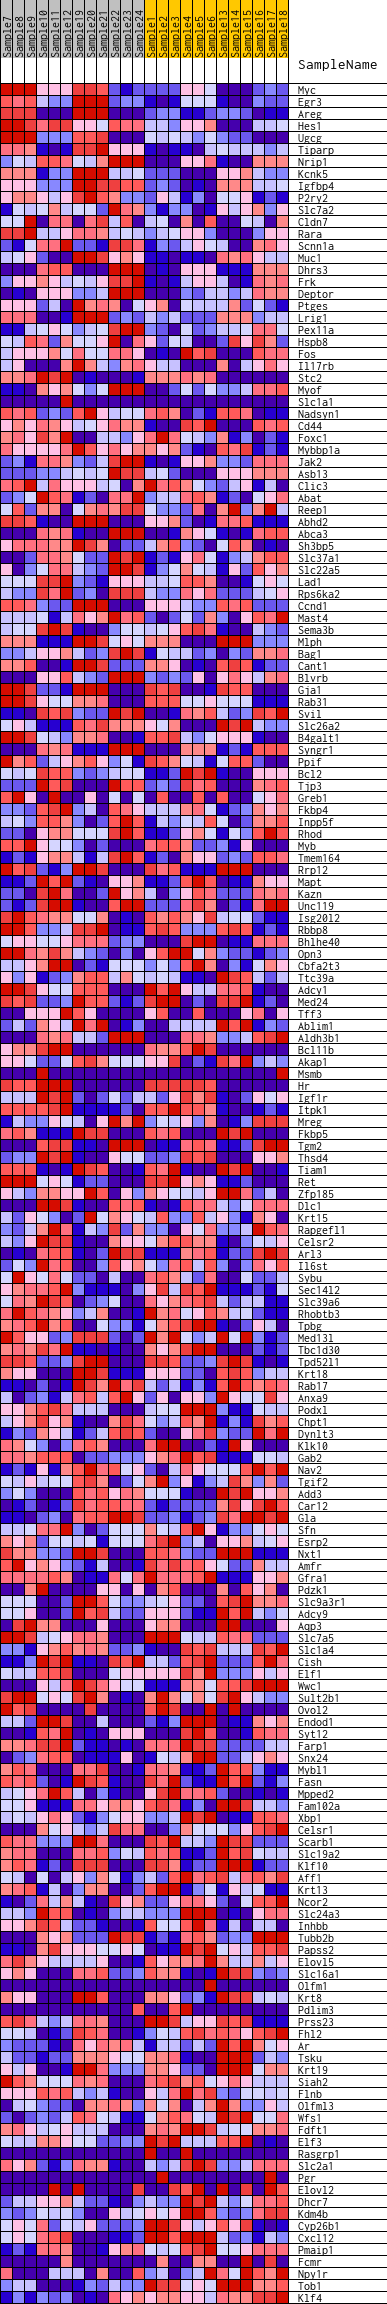 Sample7
Sample8
Sample9
Sample10
Sample11
Sample12
Sample19
Sample20
Sample21
Sample22
Sample23
Sample24
Sample1
Sample2
Sample3
Sample4
Sample5
Sample6
Sample13
Sample14
Sample15
Sample16
Sample17
Sample18
SampleName
Myc
Egr3
Areg
Hes1
Ugcg
Tiparp
Nrip1
Kcnk5
Igfbp4
P2ry2
Slc7a2
Cldn7
Rara
Scnn1a
Muc1
Dhrs3
Frk
Deptor
Ptges
Lrig1
Pex11a
Hspb8
Fos
Il17rb
Stc2
Myof
Slc1a1
Nadsyn1
Cd44
Foxc1
Mybbp1a
Jak2
Asb13
Clic3
Abat
Reep1
Abhd2
Abca3
Sh3bp5
Slc37a1
Slc22a5
Lad1
Rps6ka2
Ccnd1
Mast4
Sema3b
Mlph
Bag1
Cant1
Blvrb
Gja1
Rab31
Svil
Slc26a2
B4galt1
Syngr1
Ppif
Bcl2
Tjp3
Greb1
Fkbp4
Inpp5f
Rhod
Myb
Tmem164
Rrp12
Mapt
Kazn
Unc119
Isg20l2
Rbbp8
Bhlhe40
Opn3
Cbfa2t3
Ttc39a
Adcy1
Med24
Tff3
Ablim1
Aldh3b1
Bcl11b
Akap1
Msmb
Hr
Igf1r
Itpk1
Mreg
Fkbp5
Tgm2
Thsd4
Tiam1
Ret
Zfp185
Dlc1
Krt15
Rapgefl1
Celsr2
Arl3
Il6st
Sybu
Sec14l2
Slc39a6
Rhobtb3
Tpbg
Med13l
Tbc1d30
Tpd52l1
Krt18
Rab17
Anxa9
Podxl
Chpt1
Dynlt3
Klk10
Gab2
Nav2
Tgif2
Add3
Car12
Gla
Sfn
Esrp2
Nxt1
Amfr
Gfra1
Pdzk1
Slc9a3r1
Adcy9
Aqp3
Slc7a5
Slc1a4
Cish
Elf1
Wwc1
Sult2b1
Ovol2
Endod1
Syt12
Farp1
Snx24
Mybl1
Fasn
Mpped2
Fam102a
Xbp1
Celsr1
Scarb1
Slc19a2
Klf10
Aff1
Krt13
Ncor2
Slc24a3
Inhbb
Tubb2b
Papss2
Elovl5
Slc16a1
Olfm1
Krt8
Pdlim3
Prss23
Fhl2
Ar
Tsku
Krt19
Siah2
Flnb
Olfml3
Wfs1
Fdft1
Elf3
Rasgrp1
Slc2a1
Pgr
Elovl2
Dhcr7
Kdm4b
Cyp26b1
Cxcl12
Pmaip1
Fcmr
Npy1r
Tob1
Klf4